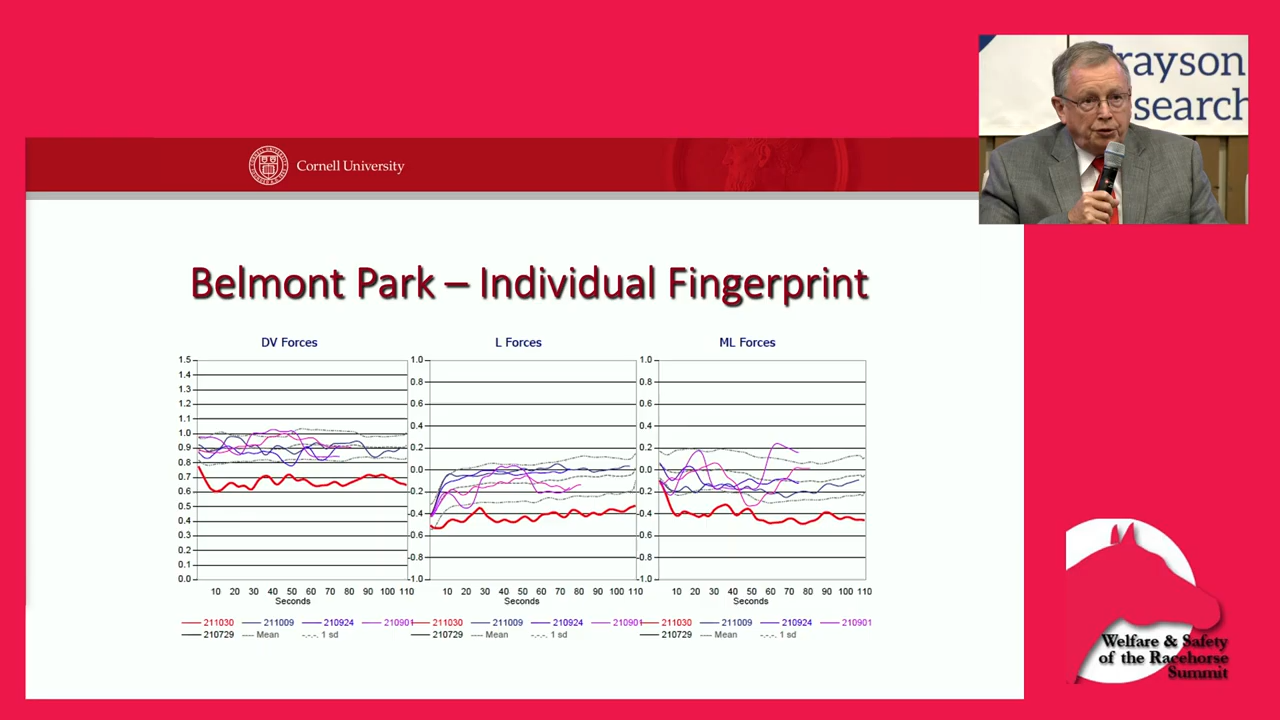 rayson
search
Cornell University
Belmont Park – Individual Fingerprint
DV Forces
L Forces
ML Forces
1.5
1.4
1.3
1.2
1.1
1.0
0.9
0.8
0.7
0.6
0.5
0.4
0.3
0.2
0.1
0.0
10 20 30 40 50 60 70 80 90 100 110
Seconds
1.0
0.8
0.6
0.4
0.2
0.0
-0.2
-0.4
-0.6
-0.8
-1.0
10 20 30 40 50 60 70 80 90 100 110
Seconds
1.0
0.8
0.6
0.4
0.2
0.0
-0.2
-0.4
-0.6
-0.8
-1.0
10 20 30 40 50 60 70 80 90 100 110
Seconds
211030 211009 210924 210901
210729 Mean 1 sd
211030 211009 210924 21090
210729 Mean 1 sd
211030 211009 210924 210901
210729 Mean 1 sd
Welfare & Safety
of the Racehorse
Summit